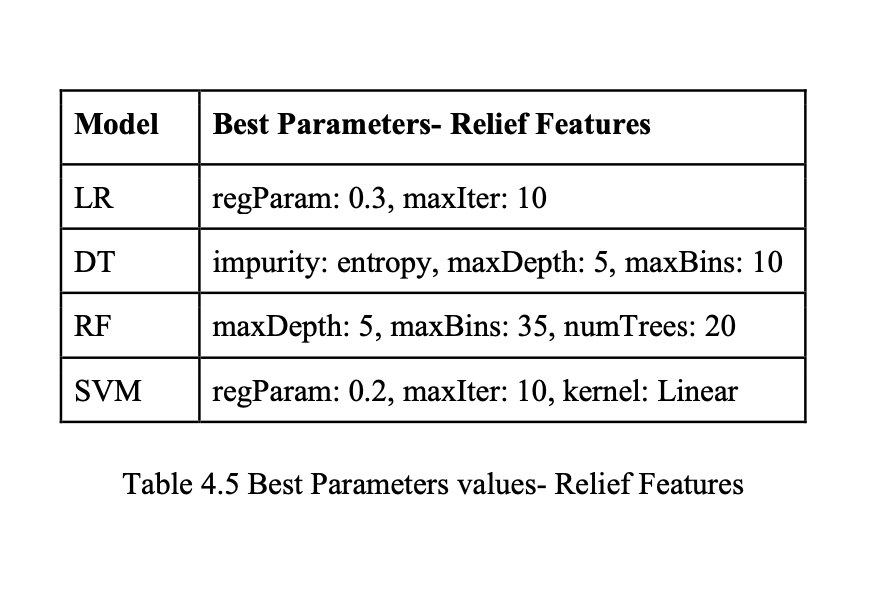 Model Best Parameters- Relief Features
LR regParam: 0.3, maxIter: 10
DT impurity: entropy, maxDepth: 5, maxBins: 10
RF maxDepth: 5, maxBins: 35, numTrees: 20
SVM regParam: 0.2, maxIter: 10, kernel: Linear
Table 4.5 Best Parameters values- Relief Features